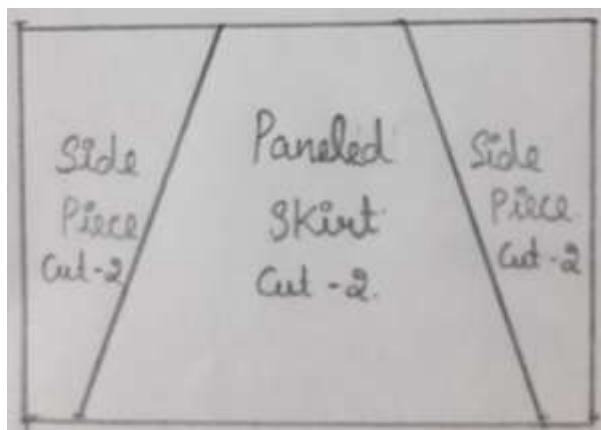 Side
Piece
Cut-2
Paneled
Skirt
Cut-2.
Side
Piece
Cut-2